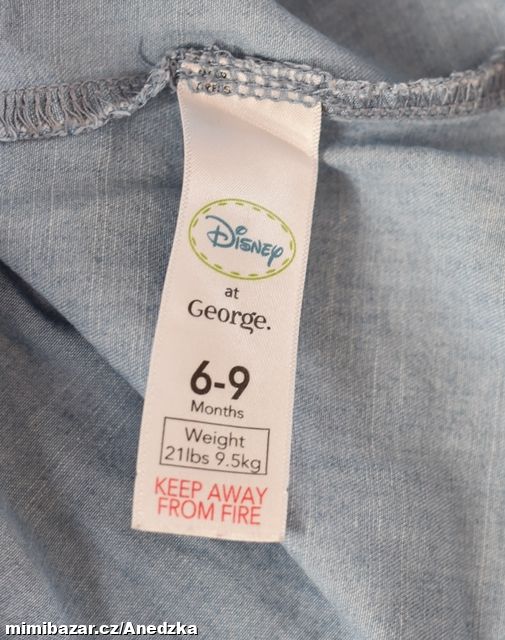 Disney
at
George.
6-9
Months
Weight
21lbs 9.5kg
KEEP AWAY
FROM FIRE
mimibazar.cz/Anedzka